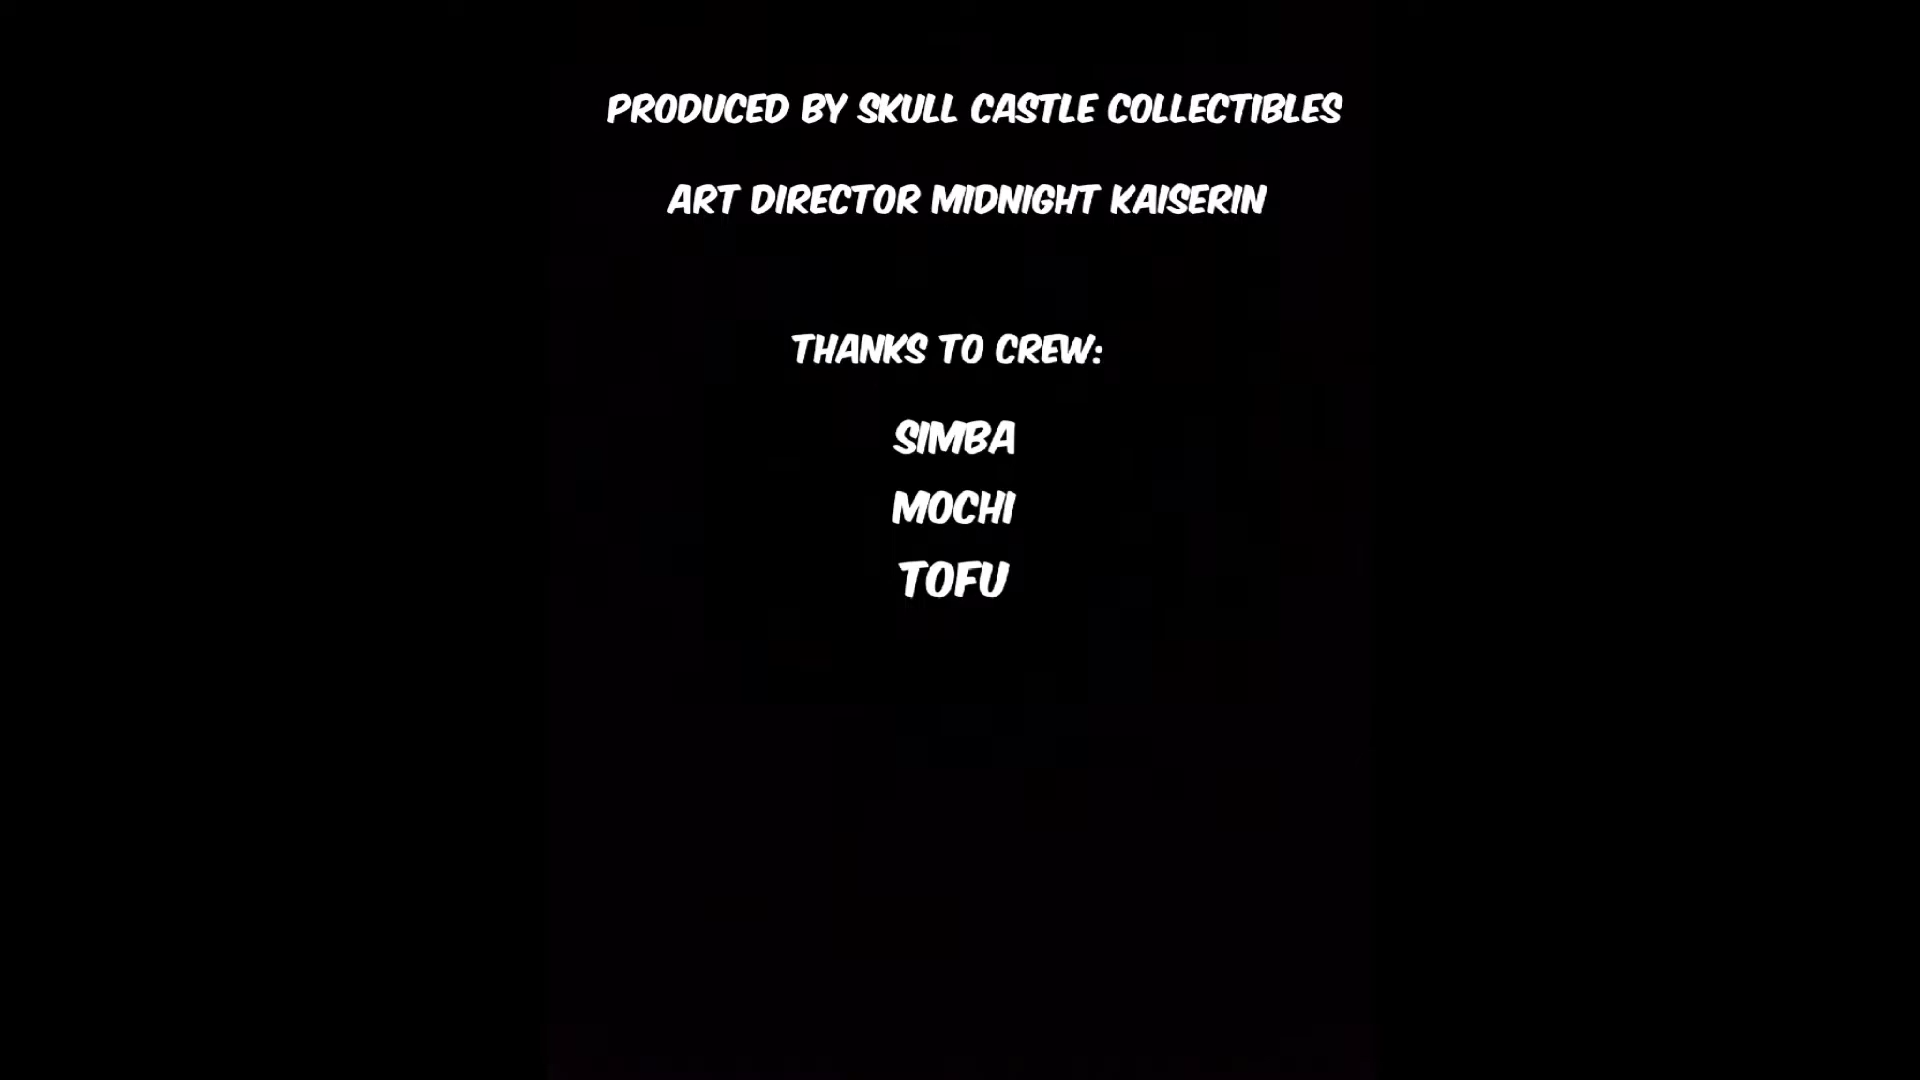 PRODUCED BY SKULL CASTLE COLLECTIBLES
ART DIRECTOR MIDNIGHT KAISERIN
THANKS TO CREW:
SIMBA
MOCHI
TOFU